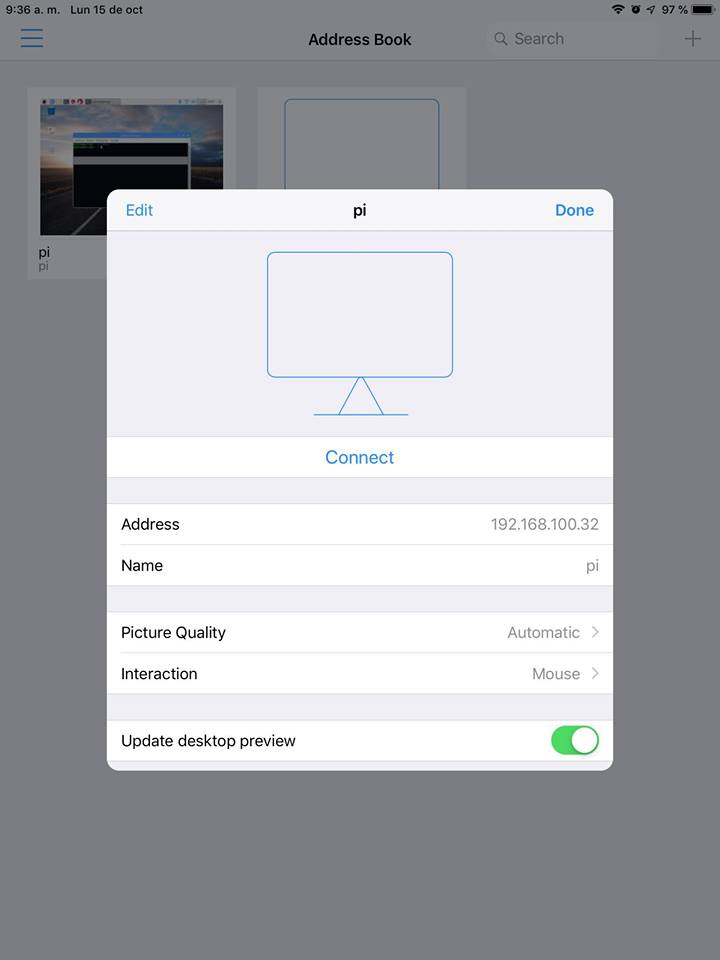 9:36 a. m. Lun 15 de oct 97 %
Address Book
Search
pi
pi
Edit pi Done
Connect
Address 192.168.100.32
Name pi
Picture Quality Automatic
Interaction Mouse
Update desktop preview